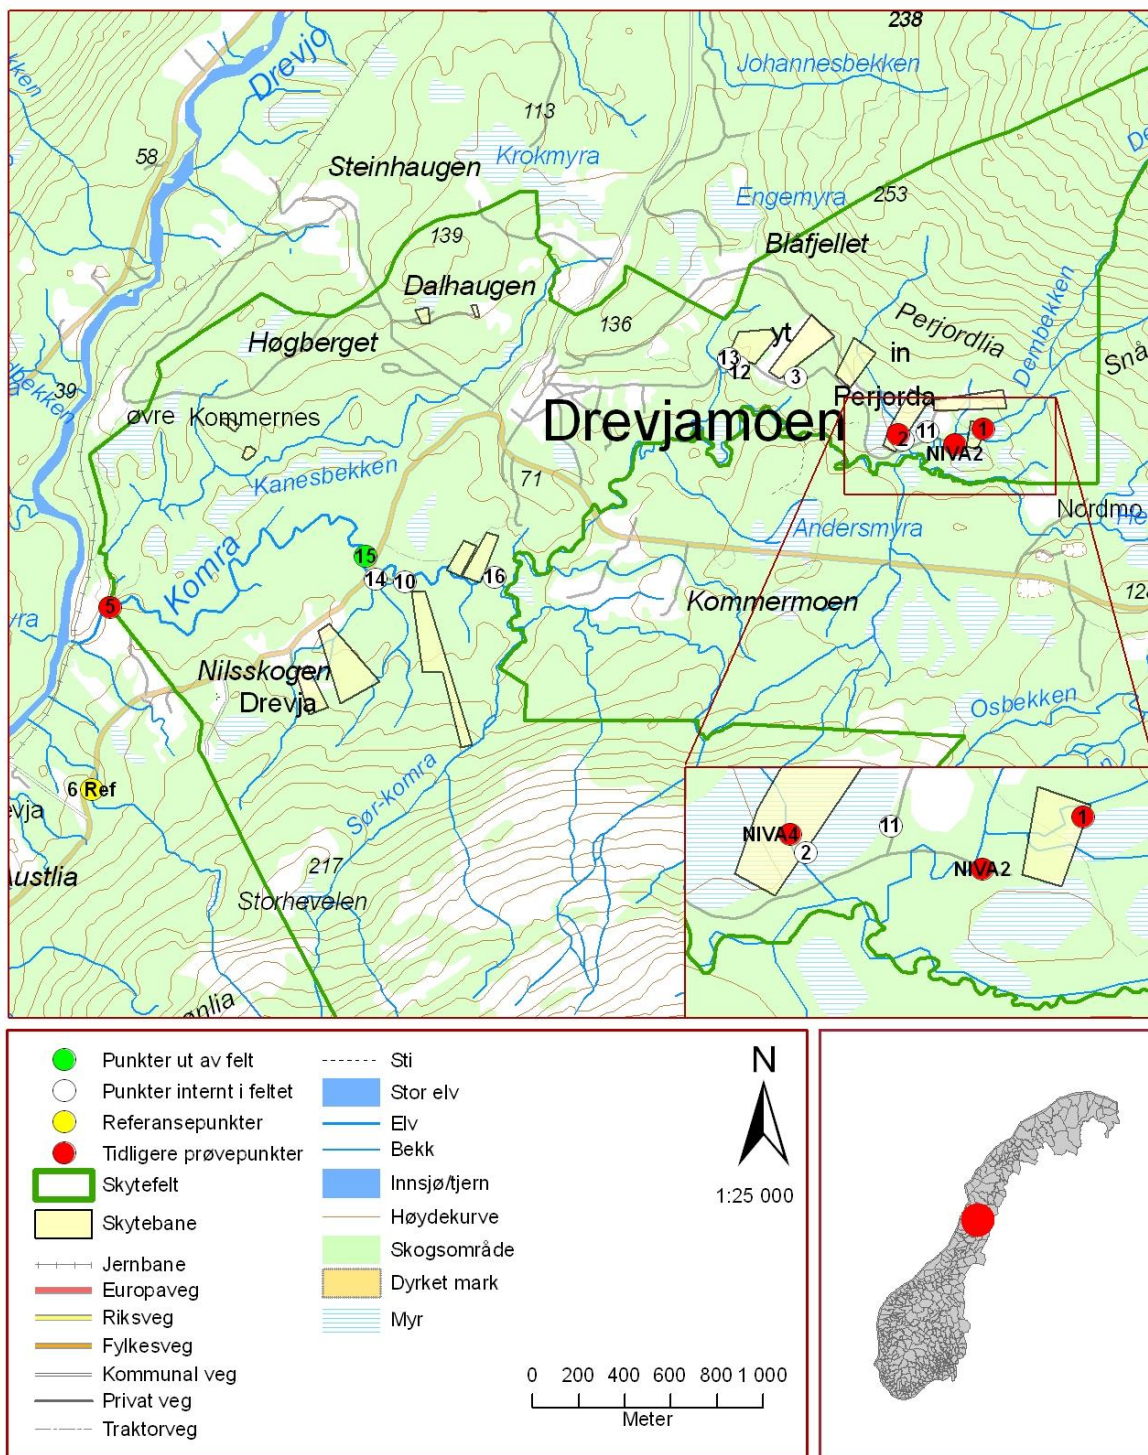 238
Drevjo
Johannesbekken
113
58
Krokmyra
Steinhaugen
Engemyra
253
139
Blåfjellet
Dalhaugen
136
Høgberget
yt
Perjordlia
in
Dembekken
39
13
12
3
Perjorda
øvre Kommernes
Drevjamoen
2
11
1
NIVA2
Kanesbekken
71
Nordmo
Andersmyra
15
Komra
14
10
16
Kommermoen
5
128
Nilsskogen
Drevja
Osbekken
6 Ref
Sør-komra
217
Storhevelen
NIVA4
2
11
1
NIVA2
Punkter ut av felt
Punkter internt i feltet
Referansepunkter
Tidligere prøvepunkter
Skytefelt
Skytebane
Jernbane
Europaveg
Riksveg
Fylkesveg
Kommunal veg
Privat veg
Traktorveg
Sti
Stor elv
Elv
Bekk
Innsjø/tjern
Høydekurve
Skogsområde
Dyrket mark
Myr
N
1:25 000
0 200 400 600 800 1 000
Meter